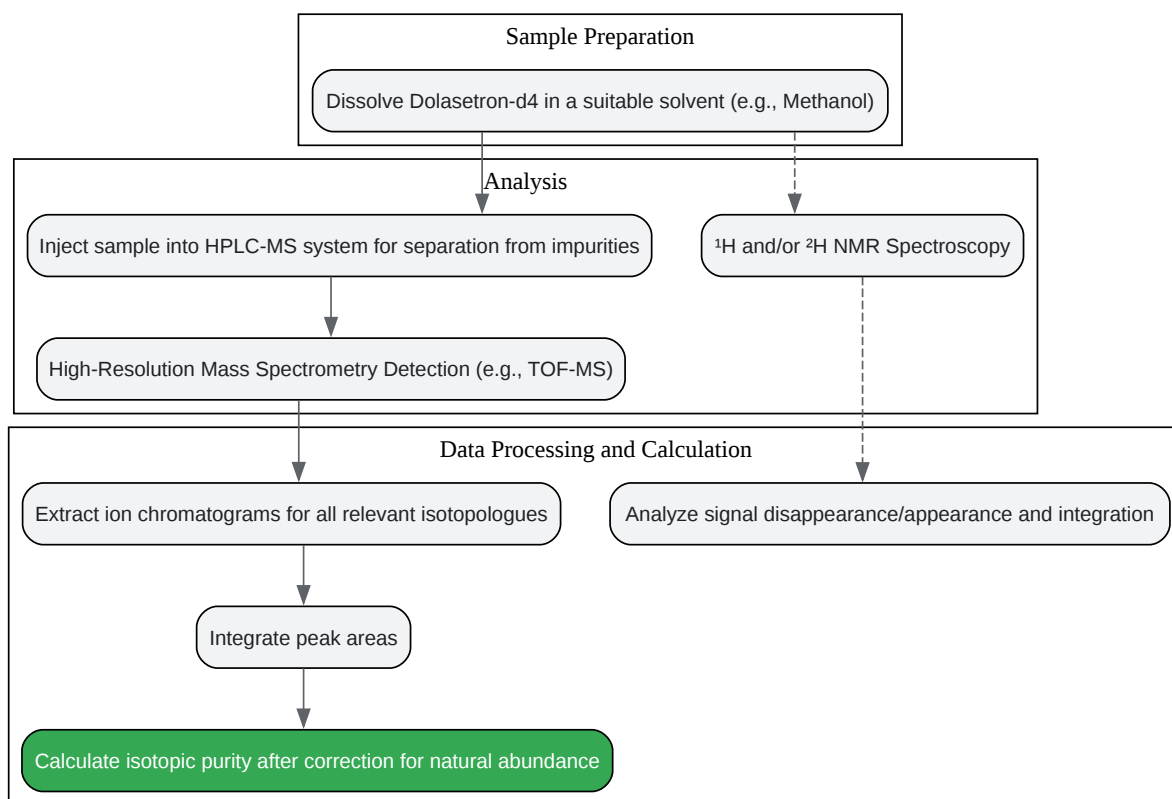 Sample Preparation
Dissolve Dolasetron-d4 in a suitable solvent (e.g., Methanol)
Analysis
Inject sample into HPLC-MS system for separation from impurities
¹H and/or ²H NMR Spectroscopy
High-Resolution Mass Spectrometry Detection (e.g., TOF-MS)
Data Processing and Calculation
Extract ion chromatograms for all relevant isotopologues
Analyze signal disappearance/appearance and integration
Integrate peak areas
Calculate isotopic purity after correction for natural abundance